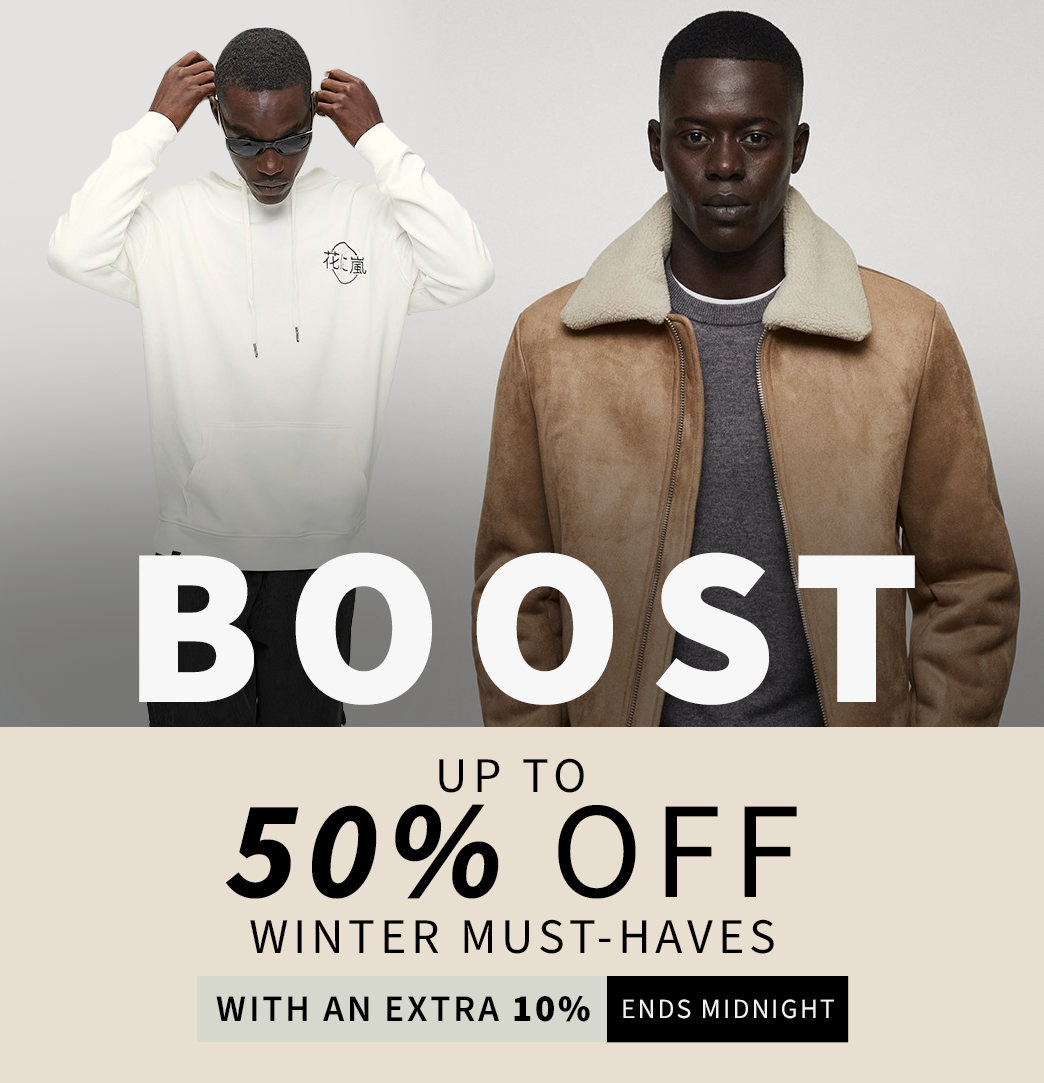 花に嵐
BOOST
UP TO
50% OFF
WINTER MUST-HAVES
WITH AN EXTRA 10% ENDS MIDNIGHT